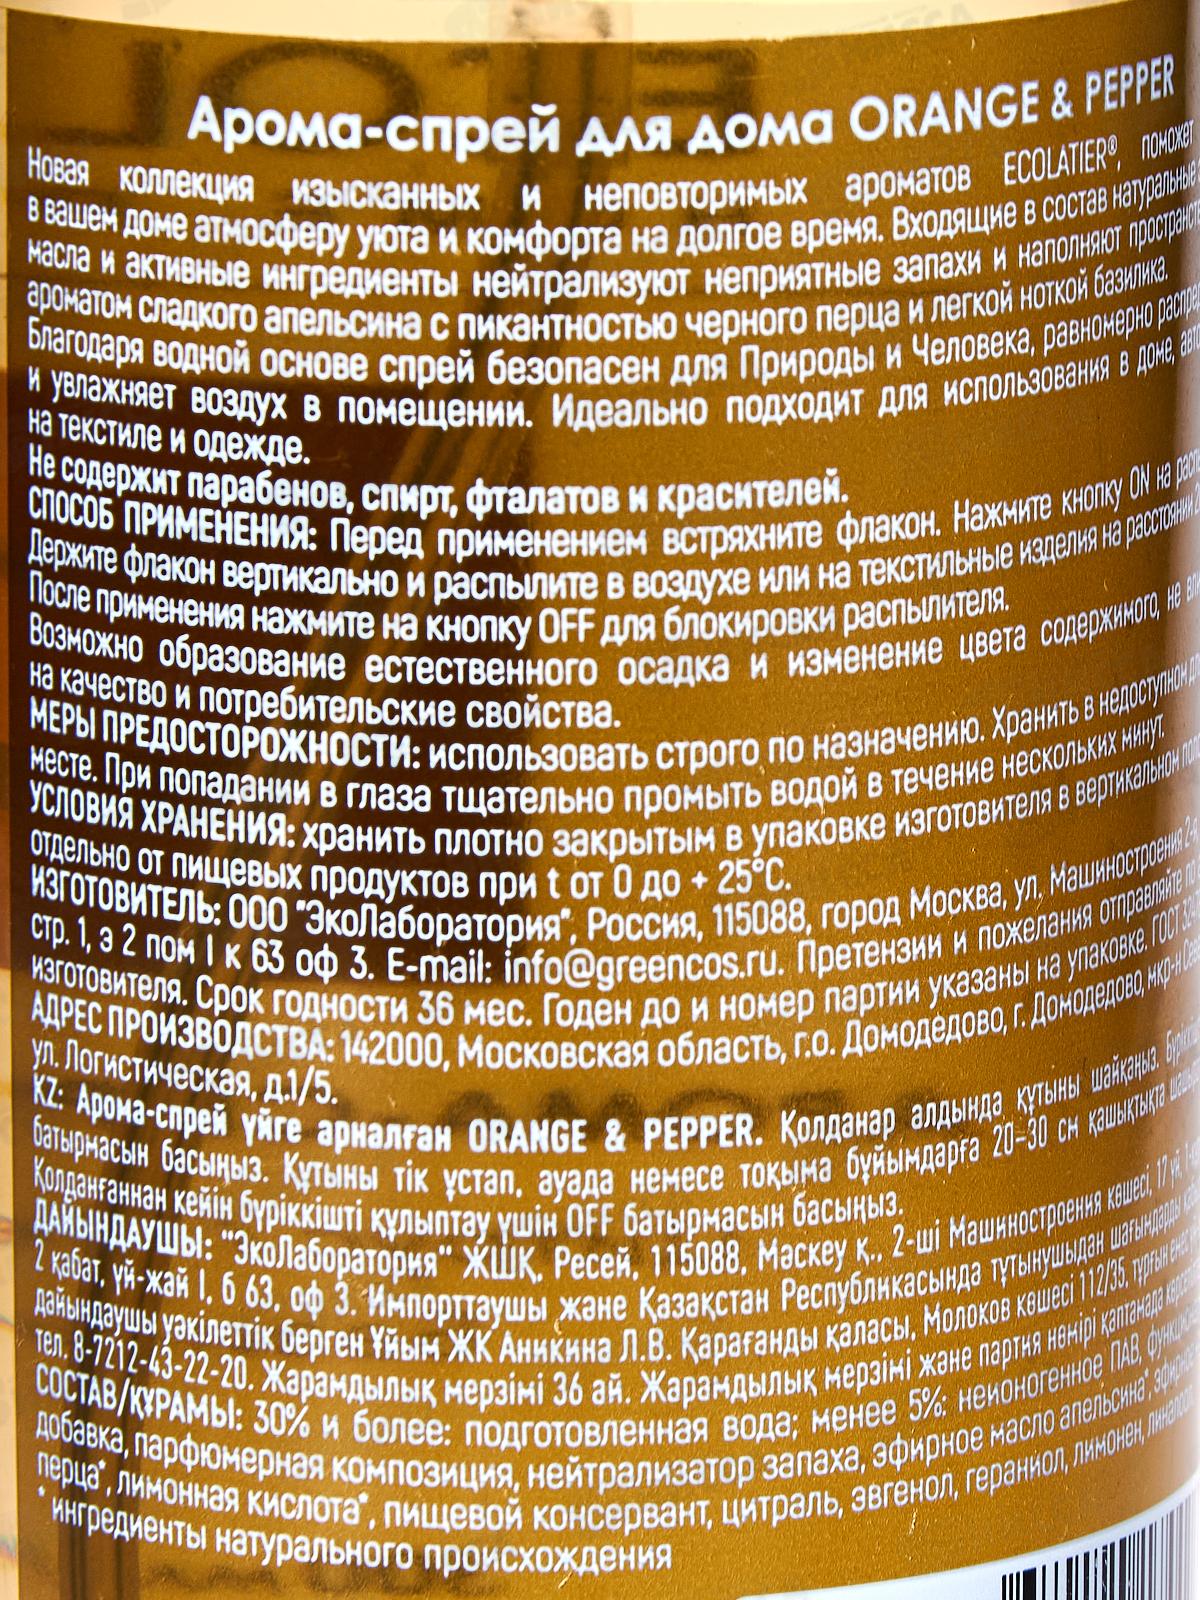 Арома-спрей для дома ORANGE & PEPPER
Новая коллекция изысканных и неповторимых ароматов ECOLATIER®, поможет
в вашем доме атмосферу уюта и комфорта на долгое время. Входящие в состав натуральные
масла и активные ингредиенты нейтрализуют неприятные запахи и наполняют
ароматом сладкого апельсина с пикантностью черного перца и легкой ноткой базилика.
Благодаря водной основе спрей безопасен для Природы и Человека, равномерно
и увлажняет воздух в помещении. Идеально подходит для использования в доме,
на текстиле и одежде.
Не содержит парабенов, спирт, фталатов и красителей.
СПОСОБ ПРИМЕНЕНИЯ: Перед применением встряхните флакон. Нажмите кнопку ON на
Держите флакон вертикально и распылите в воздухе или на текстильные изделия на расстоянии
После применения нажмите на кнопку OFF для блокировки распылителя.
Возможно образование естественного осадка и изменение цвета содержимого, не
на качество и потребительские свойства.
МЕРЫ ПРЕДОСТОРОЖНОСТИ: использовать строго по назначению. Хранить в недоступном
месте. При попадании в глаза тщательно промыть водой в течение нескольких минут.
УСЛОВИЯ ХРАНЕНИЯ: хранить плотно закрытым в упаковке изготовителя в вертикальном
отдельно от пищевых продуктов при t от 0 до + 25°С.
ИЗГОТОВИТЕЛЬ: ООО "ЭкоЛаборатория", Россия, 115088, город Москва, ул. Машиностроения 2-я
стр. 1, э 2 пом I к 63 оф 3. E-mail: info@greencos.ru. Претензии и пожелания отправляйте по
изготовителя. Срок годности 36 мес. Годен до и номер партии указаны на упаковке. ГОСТ
АДРЕС ПРОИЗВОДСТВА: 142000, Московская область, г.о. Домодедово, г. Домодедово, мкр-н
ул. Логистическая, д.1/5.
KZ: Арома-спрей үйге арналған ORANGE & PEPPER. Қолданар алдында құтыны шайқаңыз.
батырмасын басыңыз. Құтыны тік ұстап, ауада немесе тоқыма бұйымдарға 20-30 см қашықтықта
Қолданғаннан кейін бүріккішті құлыптау үшін OFF батырмасын басыңыз.
ДАЙЫНДАУШЫ: "ЭкоЛаборатория" ЖШҚ, Ресей, 115088, Мәскеу қ., 2-ші Машиностроения көшесі, 17 үй,
2 қабат, үй-жай I, б 63, оф 3. Импорттаушы және Қазақстан Республикасында тұтынушыдан шағымдарды
дайындаушы уәкілеттік берген Ұйым ЖК Аникина Л.В. Қарағанды қаласы, Молоков көшесі 112/35, тұрғын емес
тел. 8-7212-43-22-20. Жарамдылық мерзімі 36 ай. Жарамдылық мерзімі және партия нөмірі қаптамада
СОСТАВ/ҚҰРАМЫ: 30% и более: подготовленная вода; менее 5%: неионогенное ПАВ,
добавка, парфюмерная композиция, нейтрализатор запаха, эфирное масло апельсина*,
перца*, лимонная кислота*, пищевой консервант, цитраль, эвгенол, гераниол, лимонен,
* ингредиенты натурального происхождения